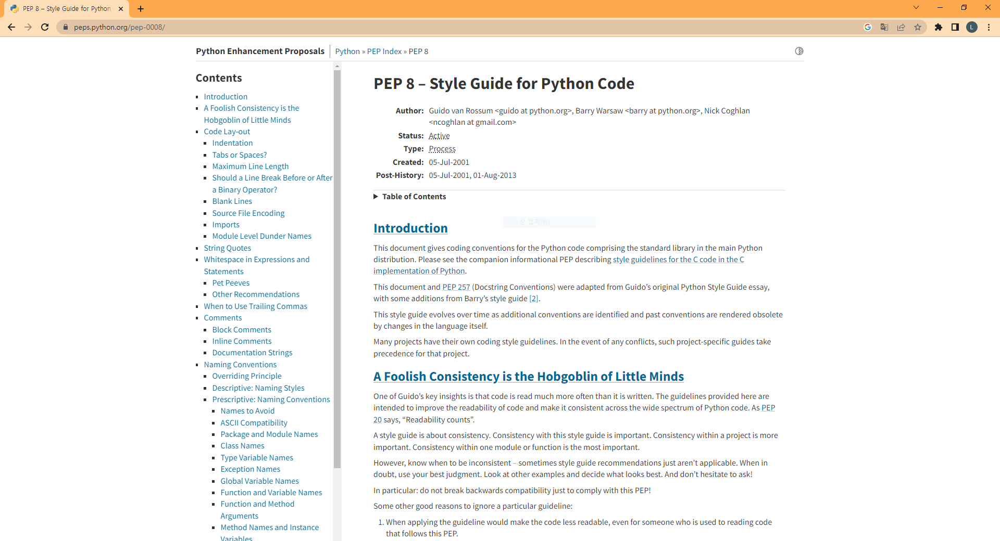 PEP 8 – Style Guide for Python
peps.python.org/pep-0008/
L
Python Enhancement Proposals
Python » PEP Index » PEP 8
Contents
Introduction
A Foolish Consistency is the
Hobgoblin of Little Minds
Code Lay-out
Indentation
Tabs or Spaces?
Maximum Line Length
Should a Line Break Before or After
a Binary Operator?
Blank Lines
Source File Encoding
Imports
Module Level Dunder Names
String Quotes
Whitespace in Expressions and
Statements
Pet Peeves
Other Recommendations
When to Use Trailing Commas
Comments
Block Comments
Inline Comments
Documentation Strings
Naming Conventions
Overriding Principle
Descriptive: Naming Styles
Prescriptive: Naming Conventions
Names to Avoid
ASCII Compatibility
Package and Module Names
Class Names
Type Variable Names
Exception Names
Global Variable Names
Function and Variable Names
Function and Method
Arguments
Method Names and Instance
Variables
PEP 8 – Style Guide for Python Code
Author: Guido van Rossum <guido at python.org>, Barry Warsaw <barry at python.org>, Nick Coghlan
<ncoghlan at gmail.com>
Status: Active
Type: Process
Created: 05-Jul-2001
Post-History: 05-Jul-2001, 01-Aug-2013
Table of Contents
창 캡처(W)
Introduction
This document gives coding conventions for the Python code comprising the standard library in the main Python
distribution. Please see the companion informational PEP describing style guidelines for the C code in the C
implementation of Python.
This document and PEP 257 (Docstring Conventions) were adapted from Guido’s original Python Style Guide essay,
with some additions from Barry’s style guide [2].
This style guide evolves over time as additional conventions are identified and past conventions are rendered obsolete
by changes in the language itself.
Many projects have their own coding style guidelines. In the event of any conflicts, such project-specific guides take
precedence for that project.
A Foolish Consistency is the Hobgoblin of Little Minds
One of Guido’s key insights is that code is read much more often than it is written. The guidelines provided here are
intended to improve the readability of code and make it consistent across the wide spectrum of Python code. As PEP
20 says, “Readability counts”.
A style guide is about consistency. Consistency with this style guide is important. Consistency within a project is more
important. Consistency within one module or function is the most important.
However, know when to be inconsistent – sometimes style guide recommendations just aren’t applicable. When in
doubt, use your best judgment. Look at other examples and decide what looks best. And don’t hesitate to ask!
In particular: do not break backwards compatibility just to comply with this PEP!
Some other good reasons to ignore a particular guideline:
1. When applying the guideline would make the code less readable, even for someone who is used to reading code
that follows this PEP.